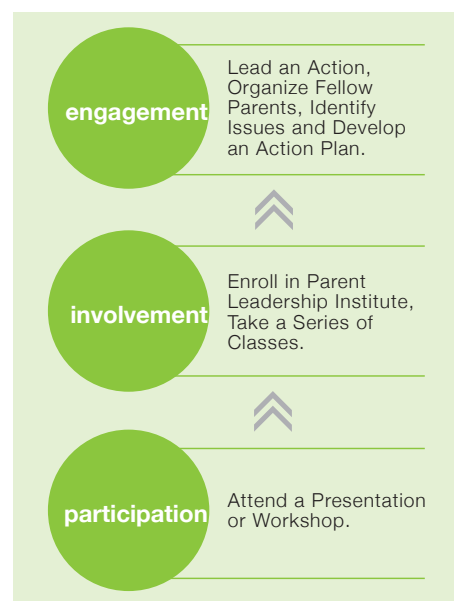 engagement
Lead an Action,
Organize Fellow
Parents, Identify
Issues and Develop
an Action Plan.
involvement
Enroll in Parent
Leadership Institute,
Take a Series of
Classes.
participation
Attend a Presentation
or Workshop.